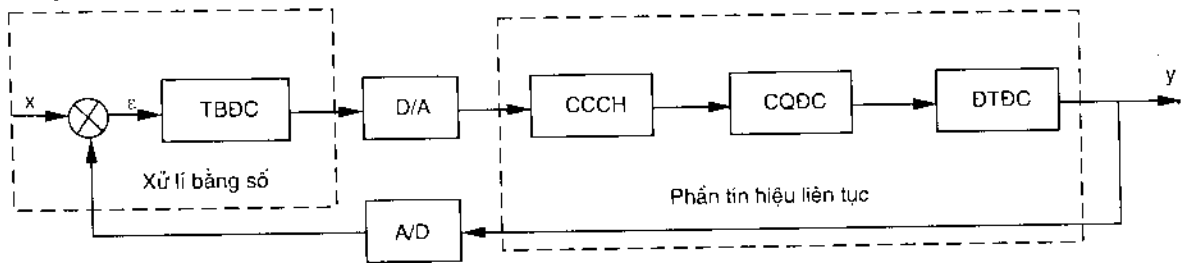 x
ε
TBĐC
D/A
CCCH
CQĐC
ĐTĐC
y
Xử lí bằng số
Phần tín hiệu liên tục
A/D